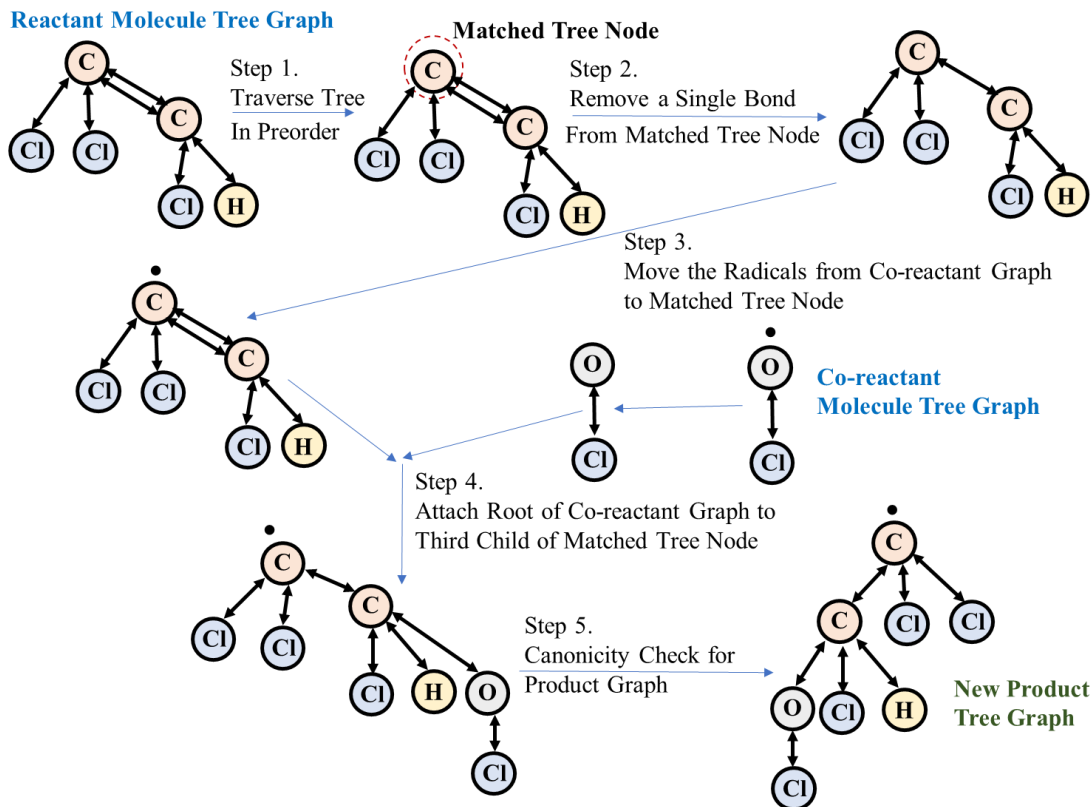 Reactant Molecule Tree Graph
Matched Tree Node
C
C
Cl
Cl
Cl
H
Step 1.
Traverse Tree
In Preorder
C
C
Cl
Cl
Cl
H
Step 2.
Remove a Single Bond
From Matched Tree Node
C
C
Cl
Cl
Cl
H
Step 3.
Move the Radicals from Co-reactant Graph
to Matched Tree Node
C
C
Cl
Cl
Cl
H
O
Cl
O
Cl
Co-reactant
Molecule Tree Graph
Step 4.
Attach Root of Co-reactant Graph to
Third Child of Matched Tree Node
C
C
Cl
Cl
Cl
H
O
Cl
Step 5.
Canonicity Check for
Product Graph
C
C
Cl
Cl
O
Cl
H
Cl
New Product
Tree Graph